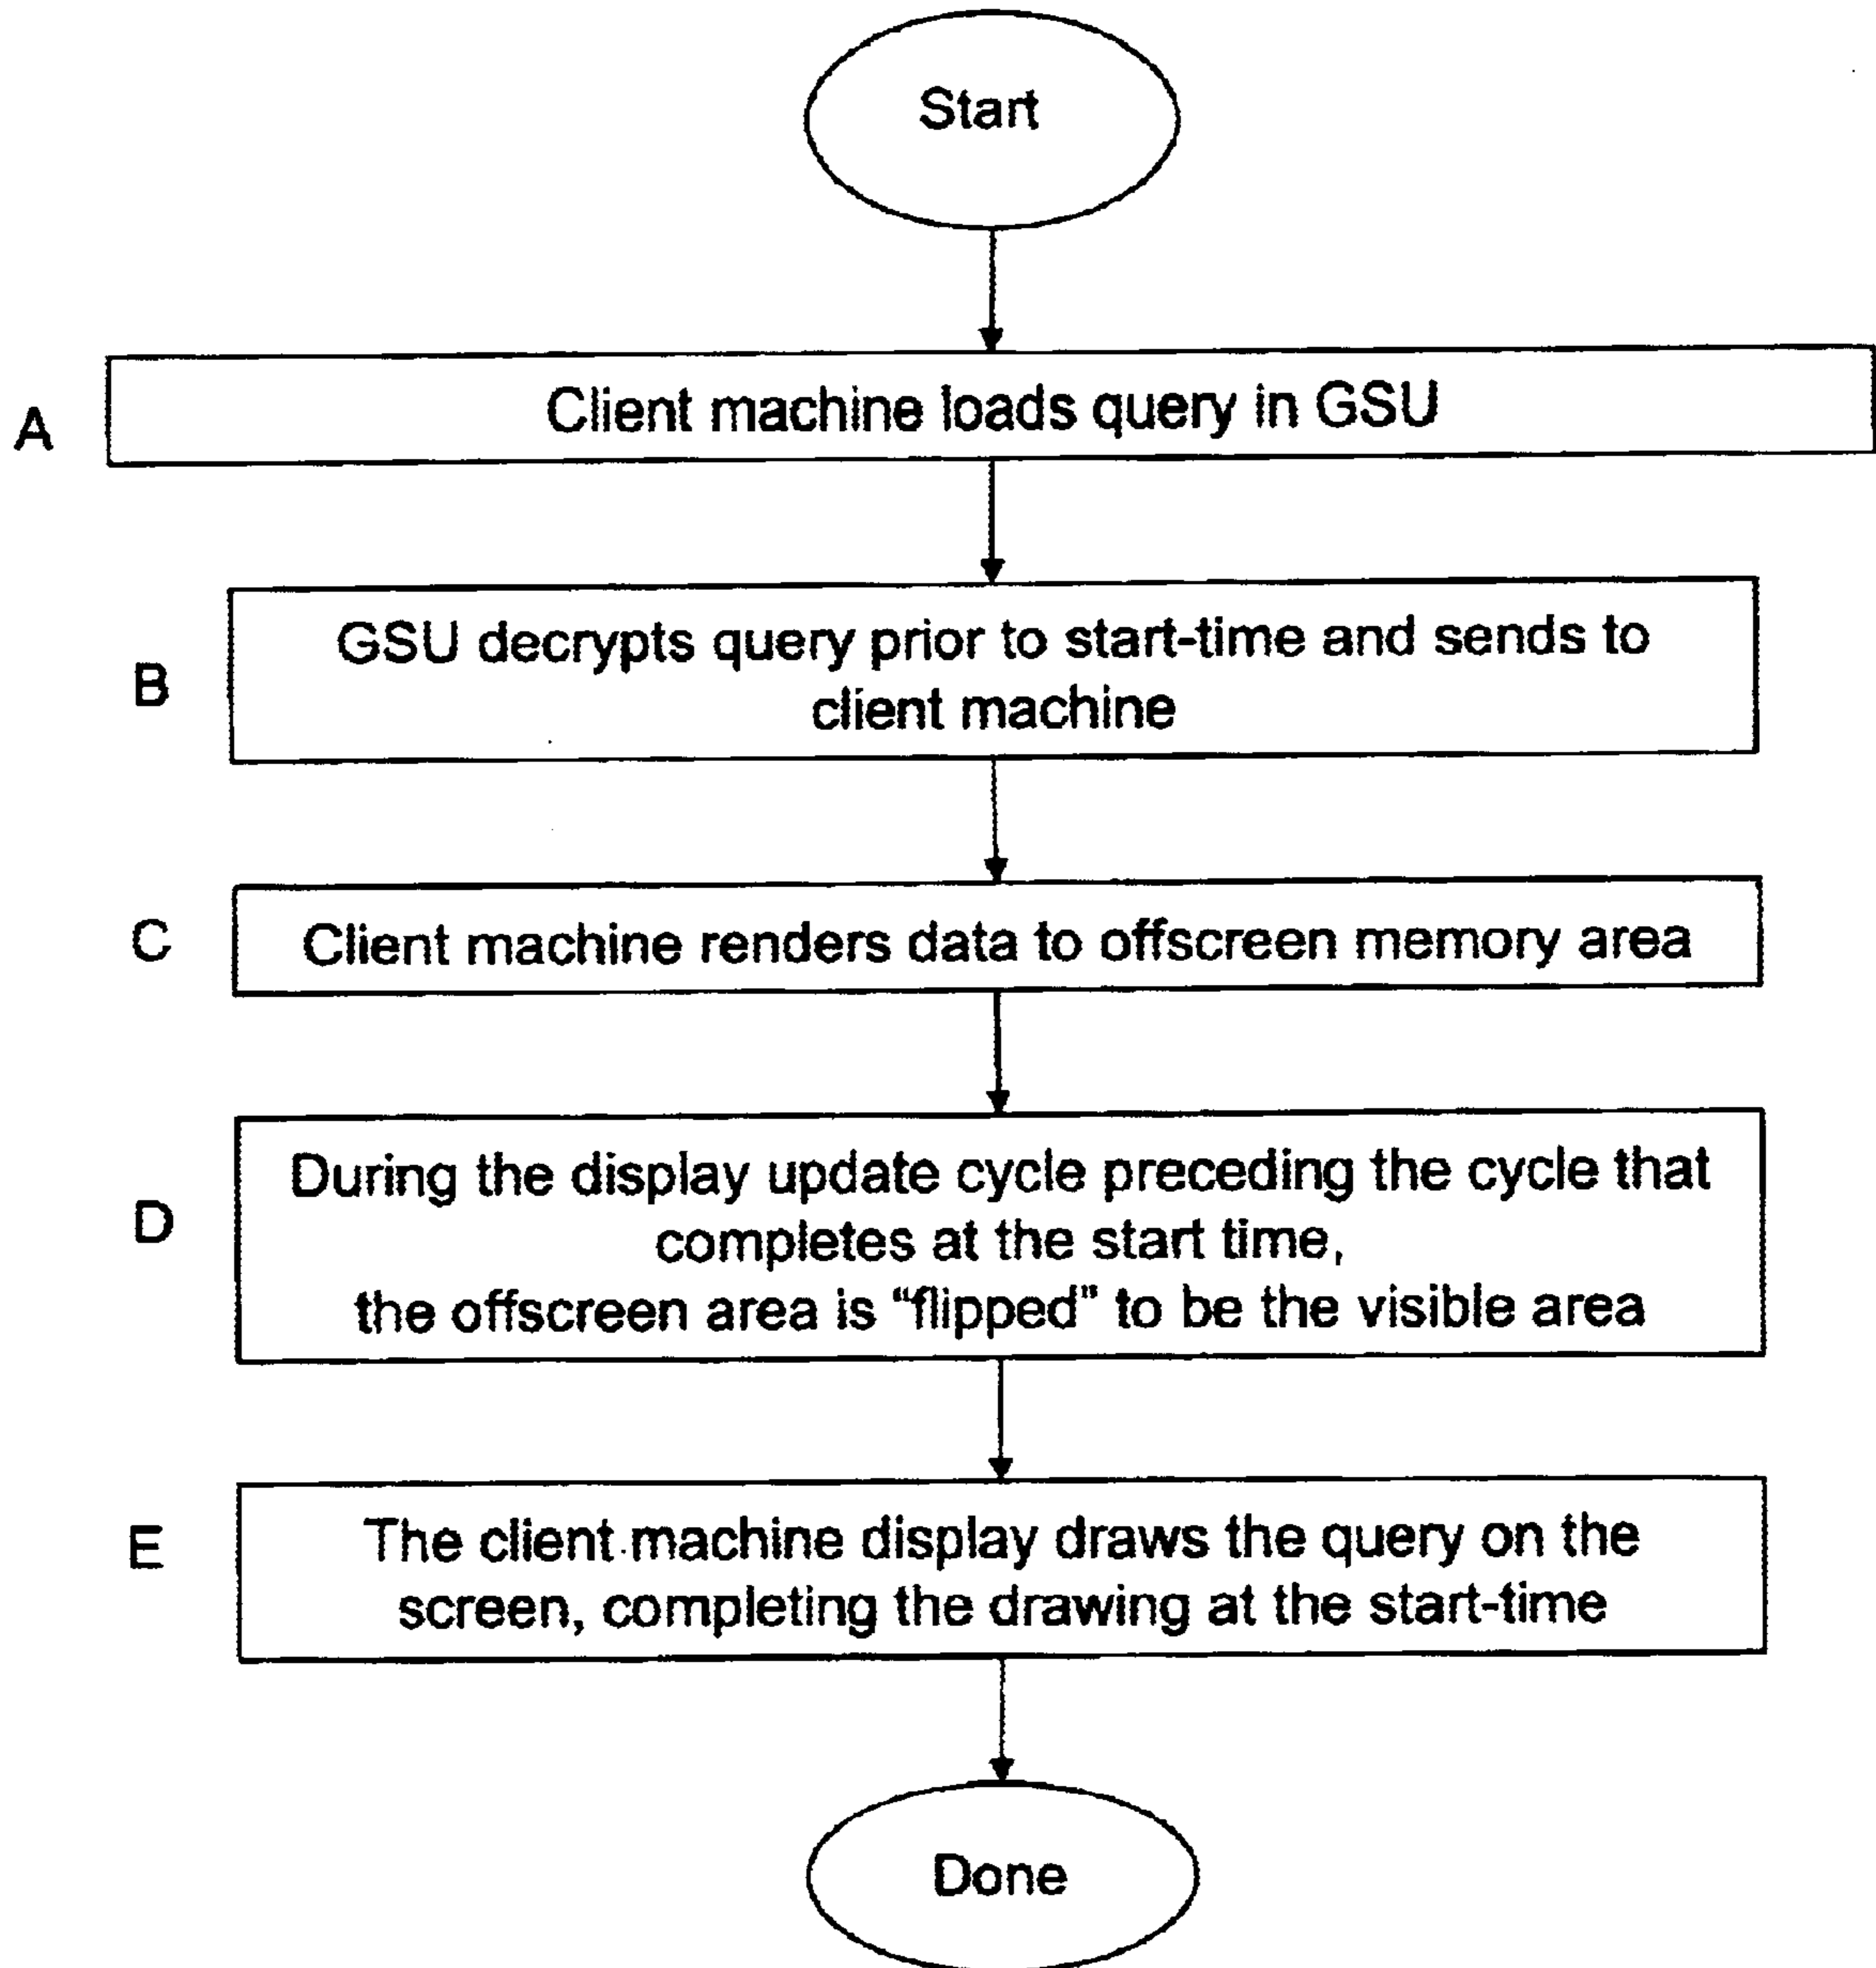 Start
A
Client machine loads query in GSU
B
GSU decrypts query prior to start-time and sends to
client machine
C
Client machine renders data to offscreen memory area
D
During the display update cycle preceding the cycle that
completes at the start time,
the offscreen area is “flipped” to be the visible area
E
The client machine display draws the query on the
screen, completing the drawing at the start-time
Done